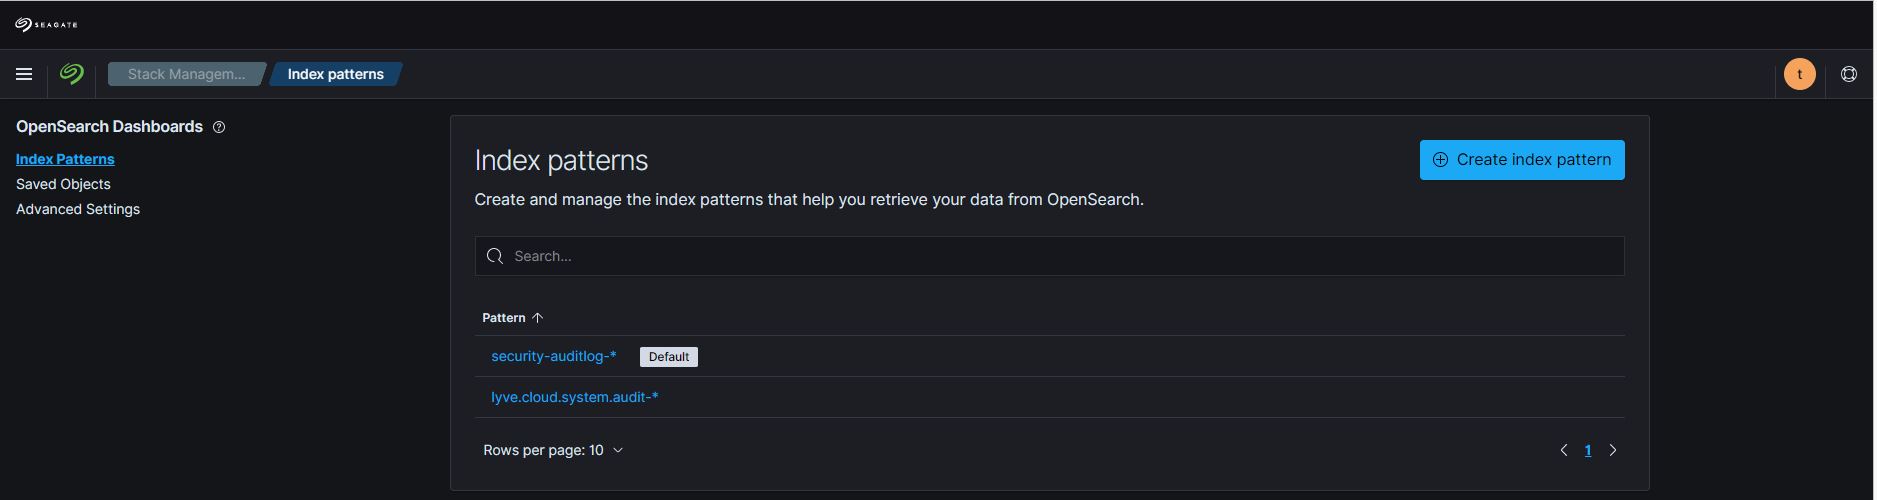 SEAGATE
Stack Managem...
Index patterns
t
OpenSearch Dashboards
Index Patterns
Saved Objects
Advanced Settings
Index patterns
Create index pattern
Create and manage the index patterns that help you retrieve your data from OpenSearch.
Search...
Pattern
security-auditlog-*
Default
lyve.cloud.system.audit-*
Rows per page: 10
1